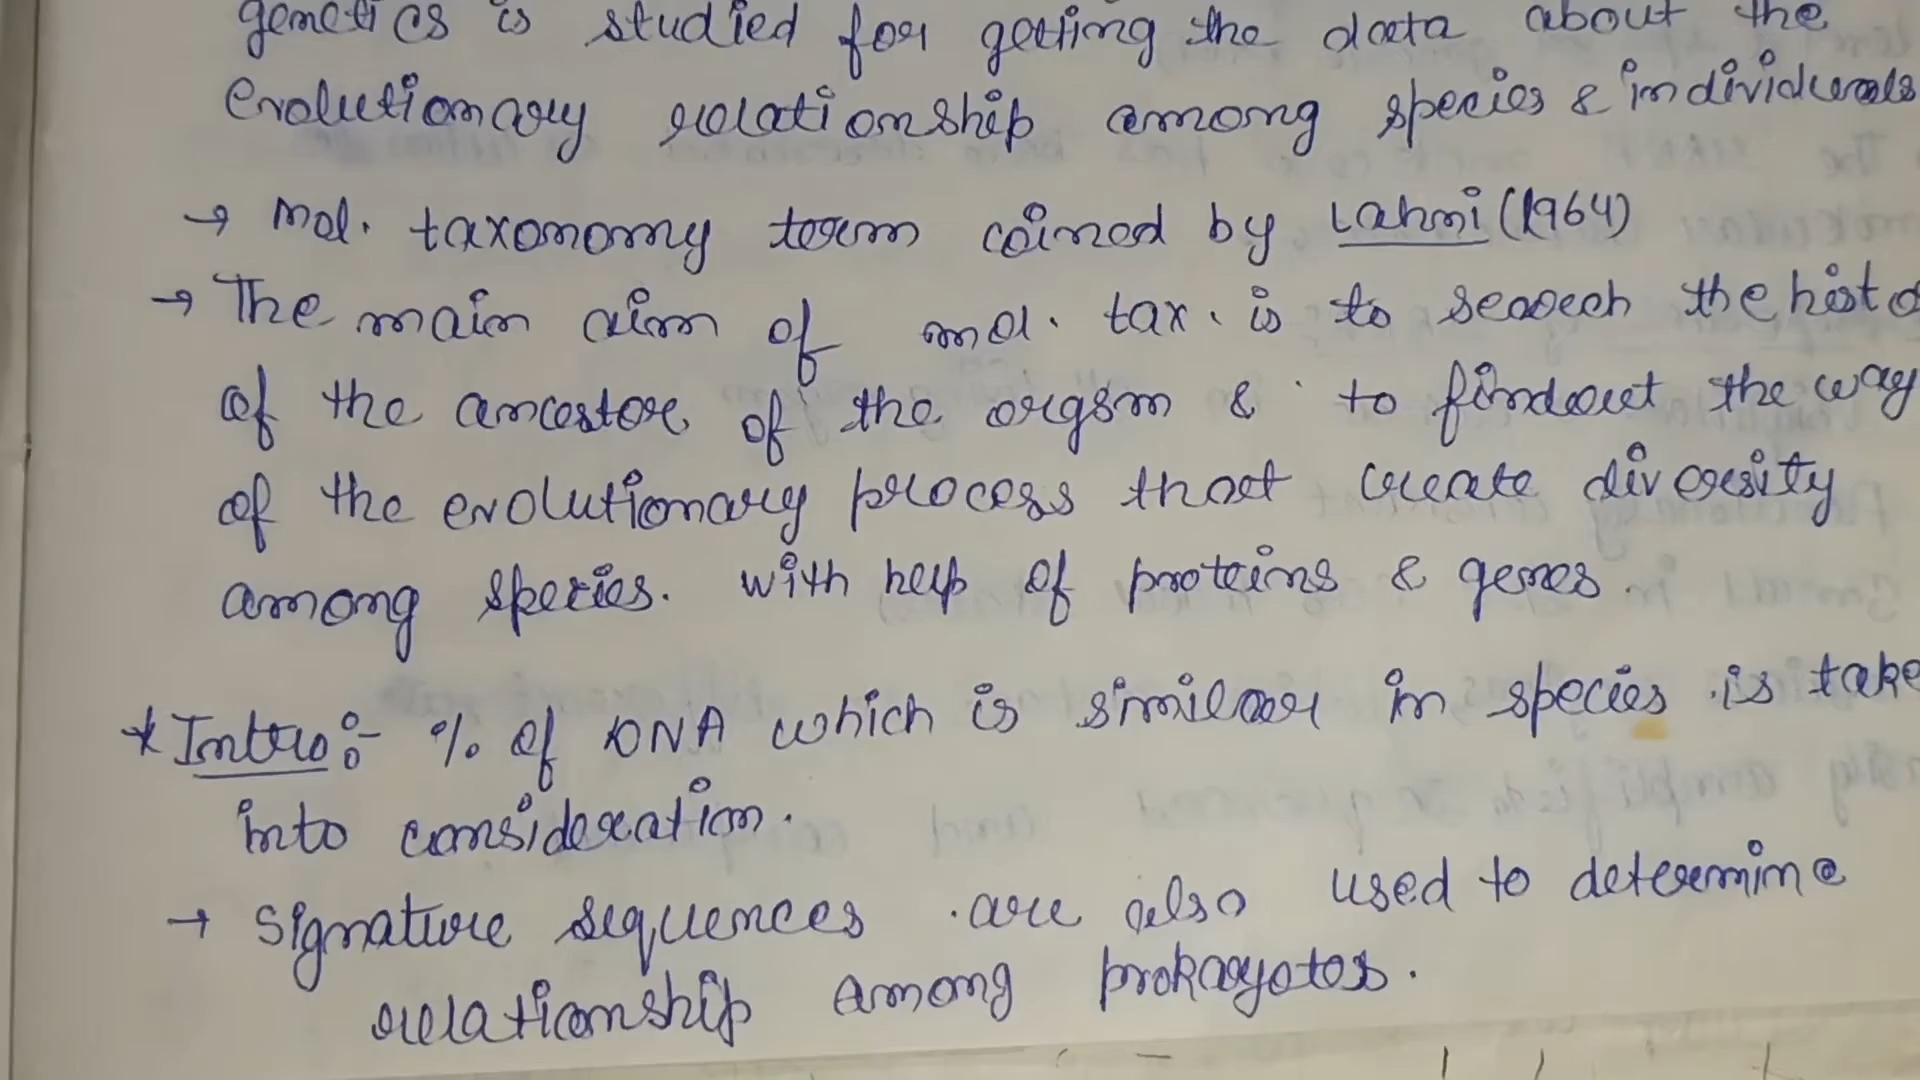 genetics is studied for getting the data about the
evolutionary relationship among species & individuals
→ mol. taxonomy term coined by Lahni (1964)
→ The main aim of mol. tax. is to search the histo
of the ancestor of the orgsm & to findout the way
of the evolutionary process that create diversity
among species. with help of proteins & genes.
* Intro :- % of DNA which is similar in species is take
into consideration.
→ signature sequences are also used to determine
relationship among prokaryotes.